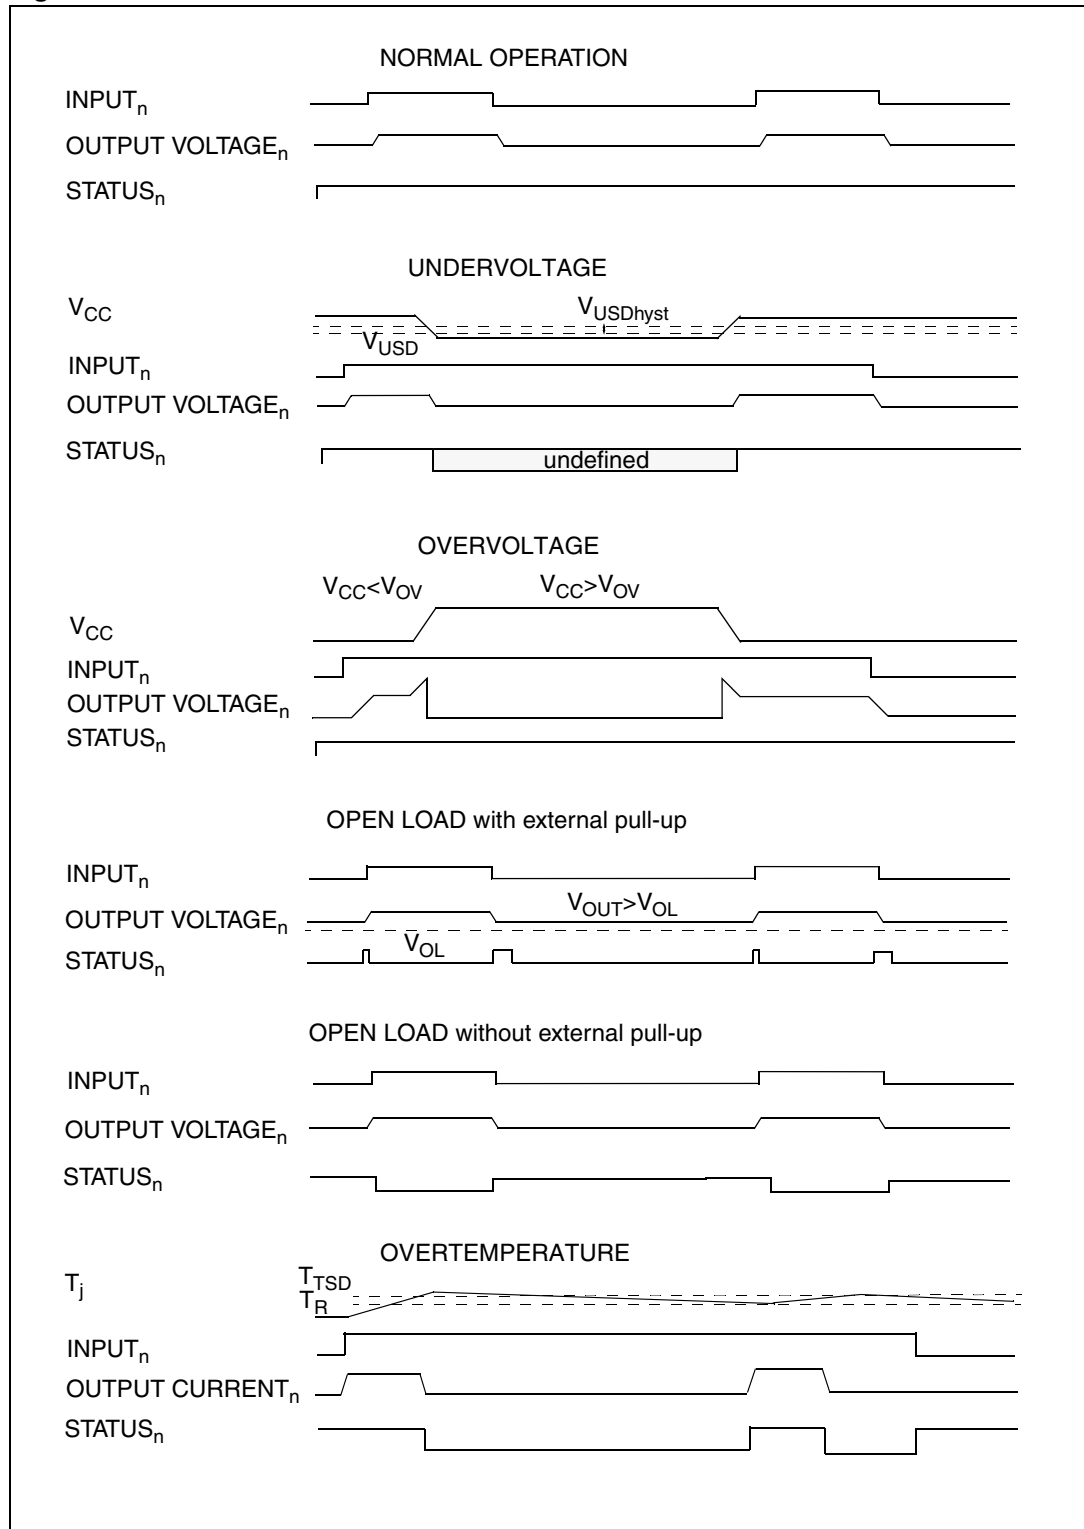 NORMAL OPERATION
INPUTn
OUTPUT VOLTAGEn
STATUSn
UNDERVOLTAGE
VCC
VUSDhyst
VUSD
INPUTn
OUTPUT VOLTAGEn
STATUSn
undefined
OVERVOLTAGE
VCC<VOV
VCC>VOV
VCC
INPUTn
OUTPUT VOLTAGEn
STATUSn
OPEN LOAD with external pull-up
INPUTn
OUTPUT VOLTAGEn
VOUT>VOL
VOL
STATUSn
OPEN LOAD without external pull-up
INPUTn
OUTPUT VOLTAGEn
STATUSn
OVERTEMPERATURE
Tj
TTSD
TR
INPUTn
OUTPUT CURRENTn
STATUSn